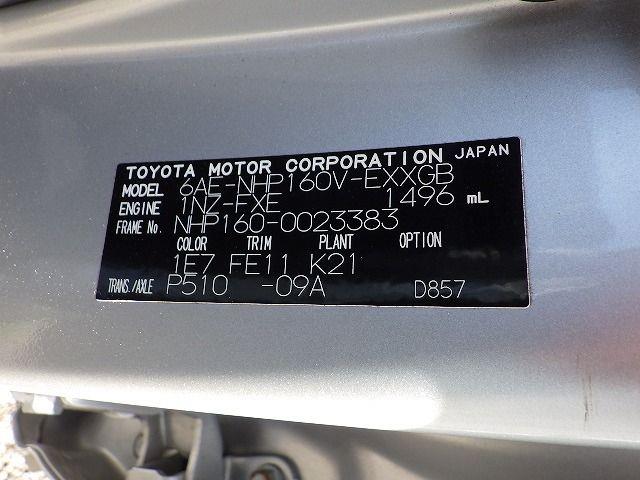 TOYOTA MOTOR CORPORATION JAPAN
MODEL 6AE-NHP160V-EXXGB
ENGINE 1NZ-FXE 1496 mL
FRAME No. NHP160-0023383
COLOR TRIM PLANT OPTION
1E7 FE11 K21
TRANS./AXLE P510 -09A D857